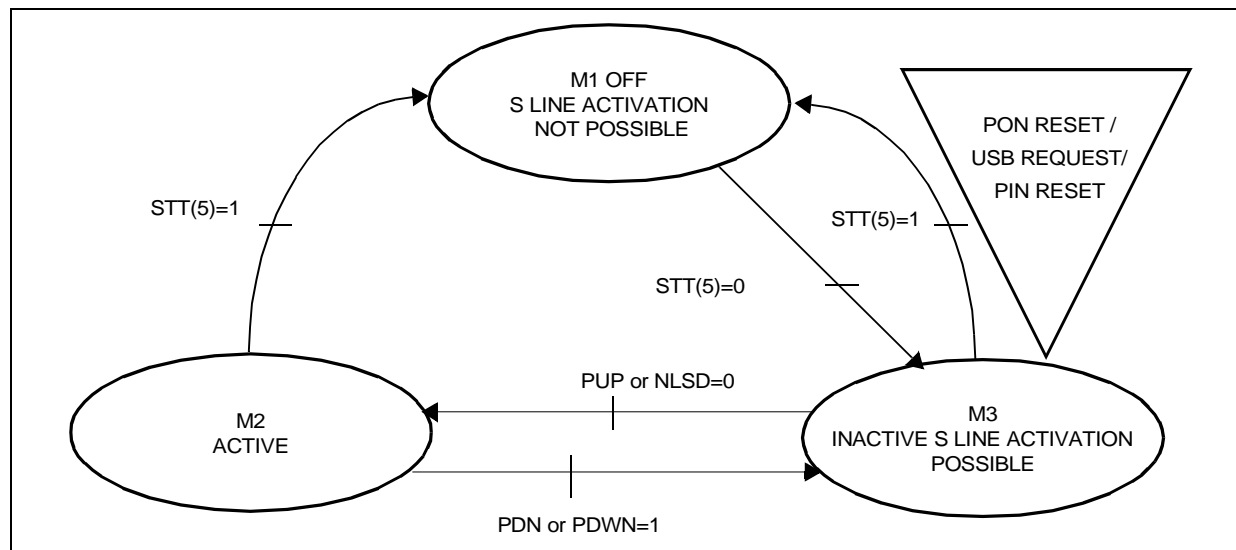 M1 OFF
S LINE ACTIVATION
NOT POSSIBLE
PON RESET /
USB REQUEST/
PIN RESET
STT(5)=1
STT(5)=1
STT(5)=0
PUP or NLSD=0
M2
ACTIVE
M3
INACTIVE S LINE ACTIVATION
POSSIBLE
PDN or PDWN=1